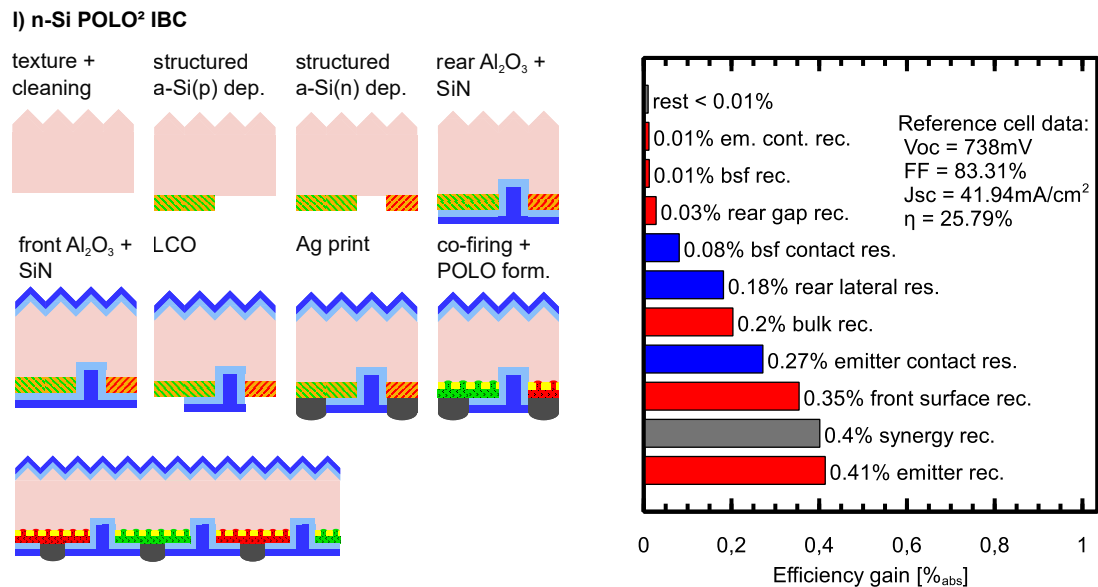 I) n-Si POLO² IBC
texture +
cleaning
structured
a-Si(p) dep.
structured
a-Si(n) dep.
rear Al₂O₃ +
SiN
front Al₂O₃ +
SiN
LCO
Ag print
co-firing +
POLO form.
rest < 0.01%
0.01% em. cont. rec.
0.01% bsf rec.
0.03% rear gap rec.
0.08% bsf contact res.
0.18% rear lateral res.
0.2% bulk rec.
0.27% emitter contact res.
0.35% front surface rec.
0.4% synergy rec.
0.41% emitter rec.
Reference cell data:
Voc = 738mV
FF = 83.31%
Jsc = 41.94mA/cm²
η = 25.79%
0 0,2 0,4 0,6 0,8 1
Efficiency gain [%abs]